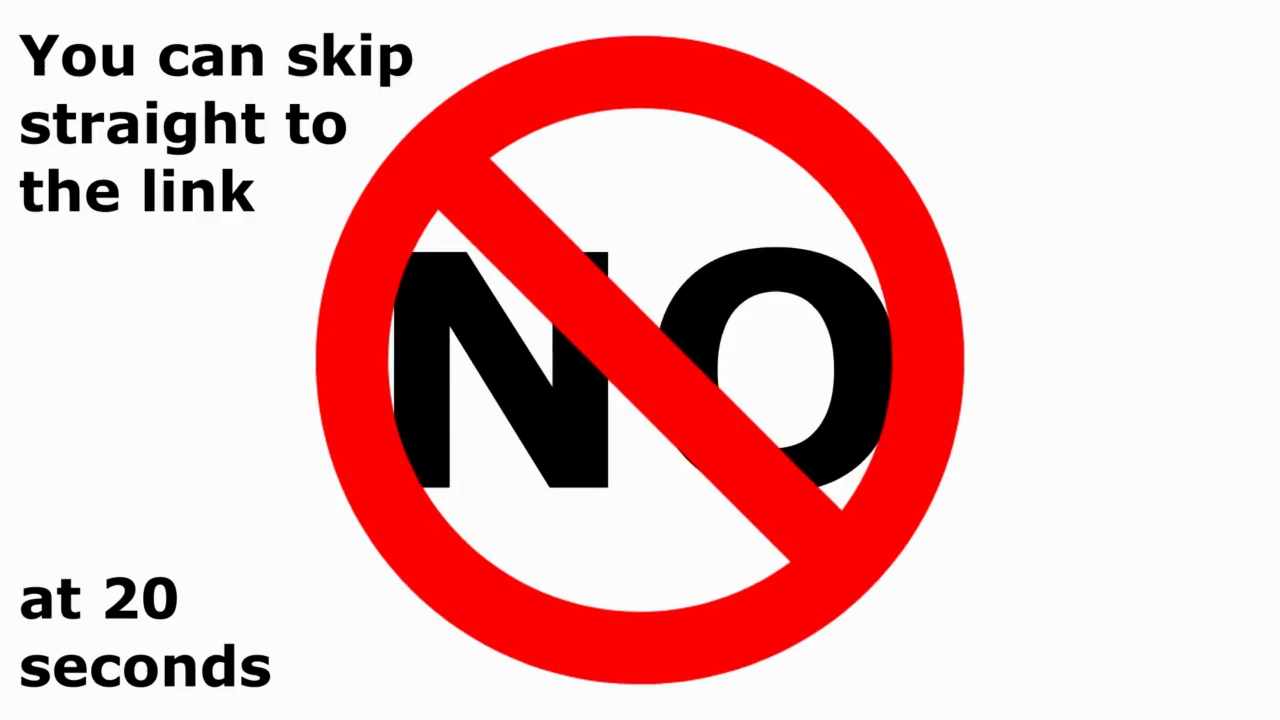 You can skip
straight to
the link
NO
at 20
seconds